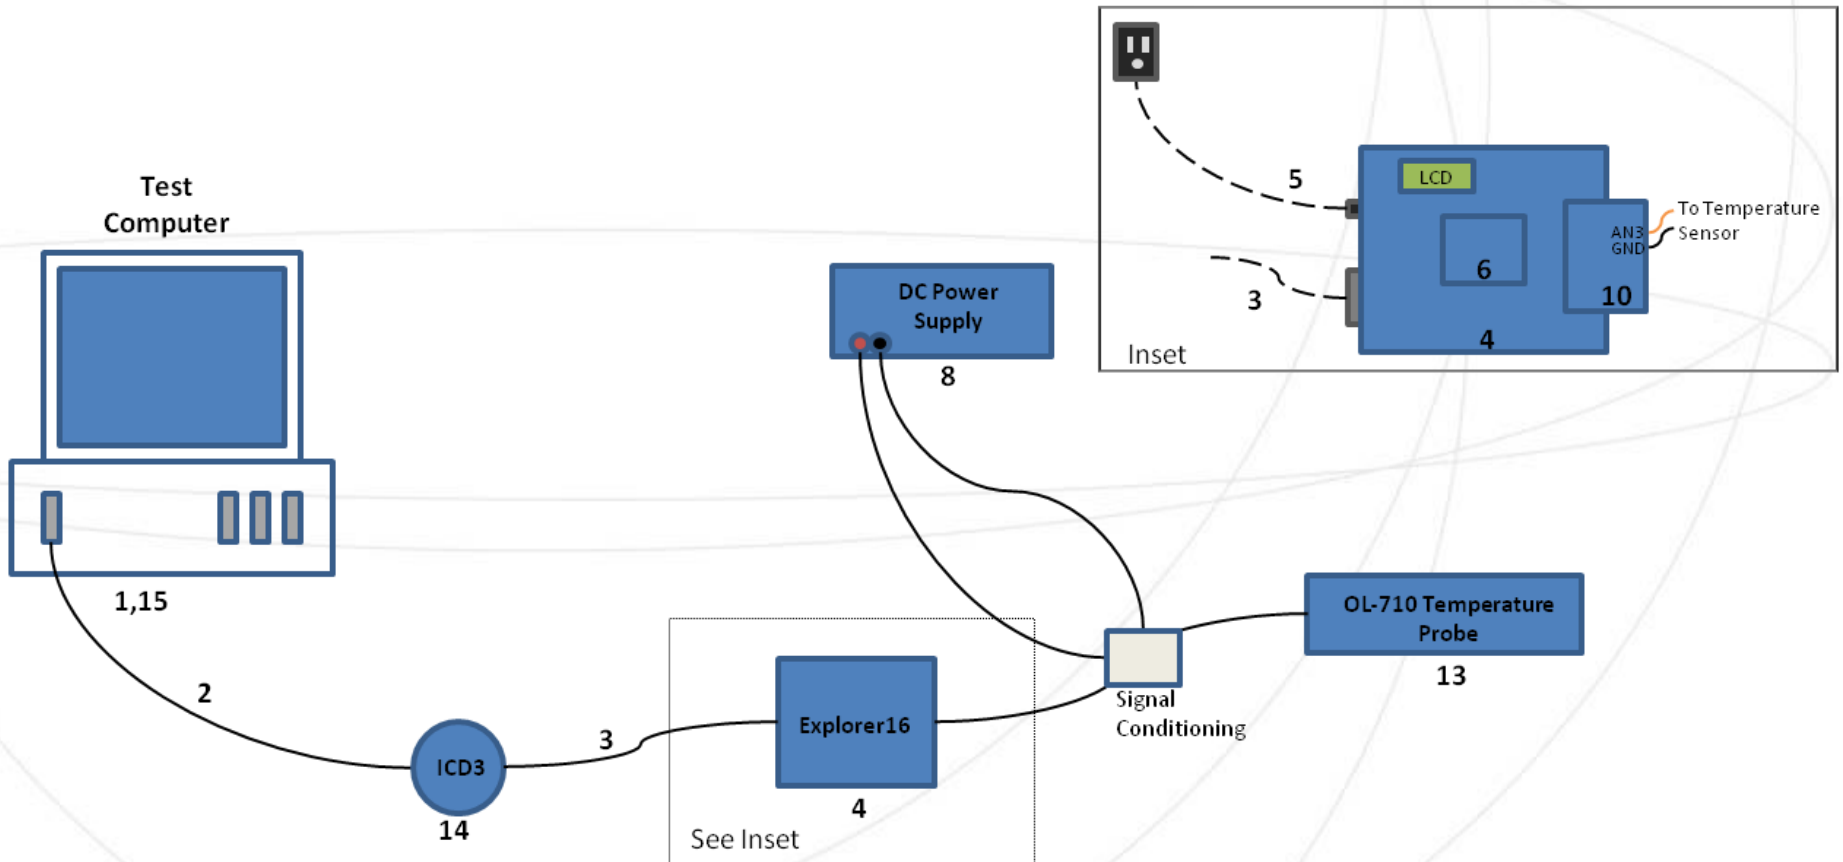 Test
Computer
1,15
2
ICD3
14
3
Explorer16
4
See Inset
DC Power
Supply
8
Signal
Conditioning
OL-710 Temperature
Probe
13
5
3
LCD
6
4
AN3
GND
10
To Temperature
Sensor
Inset